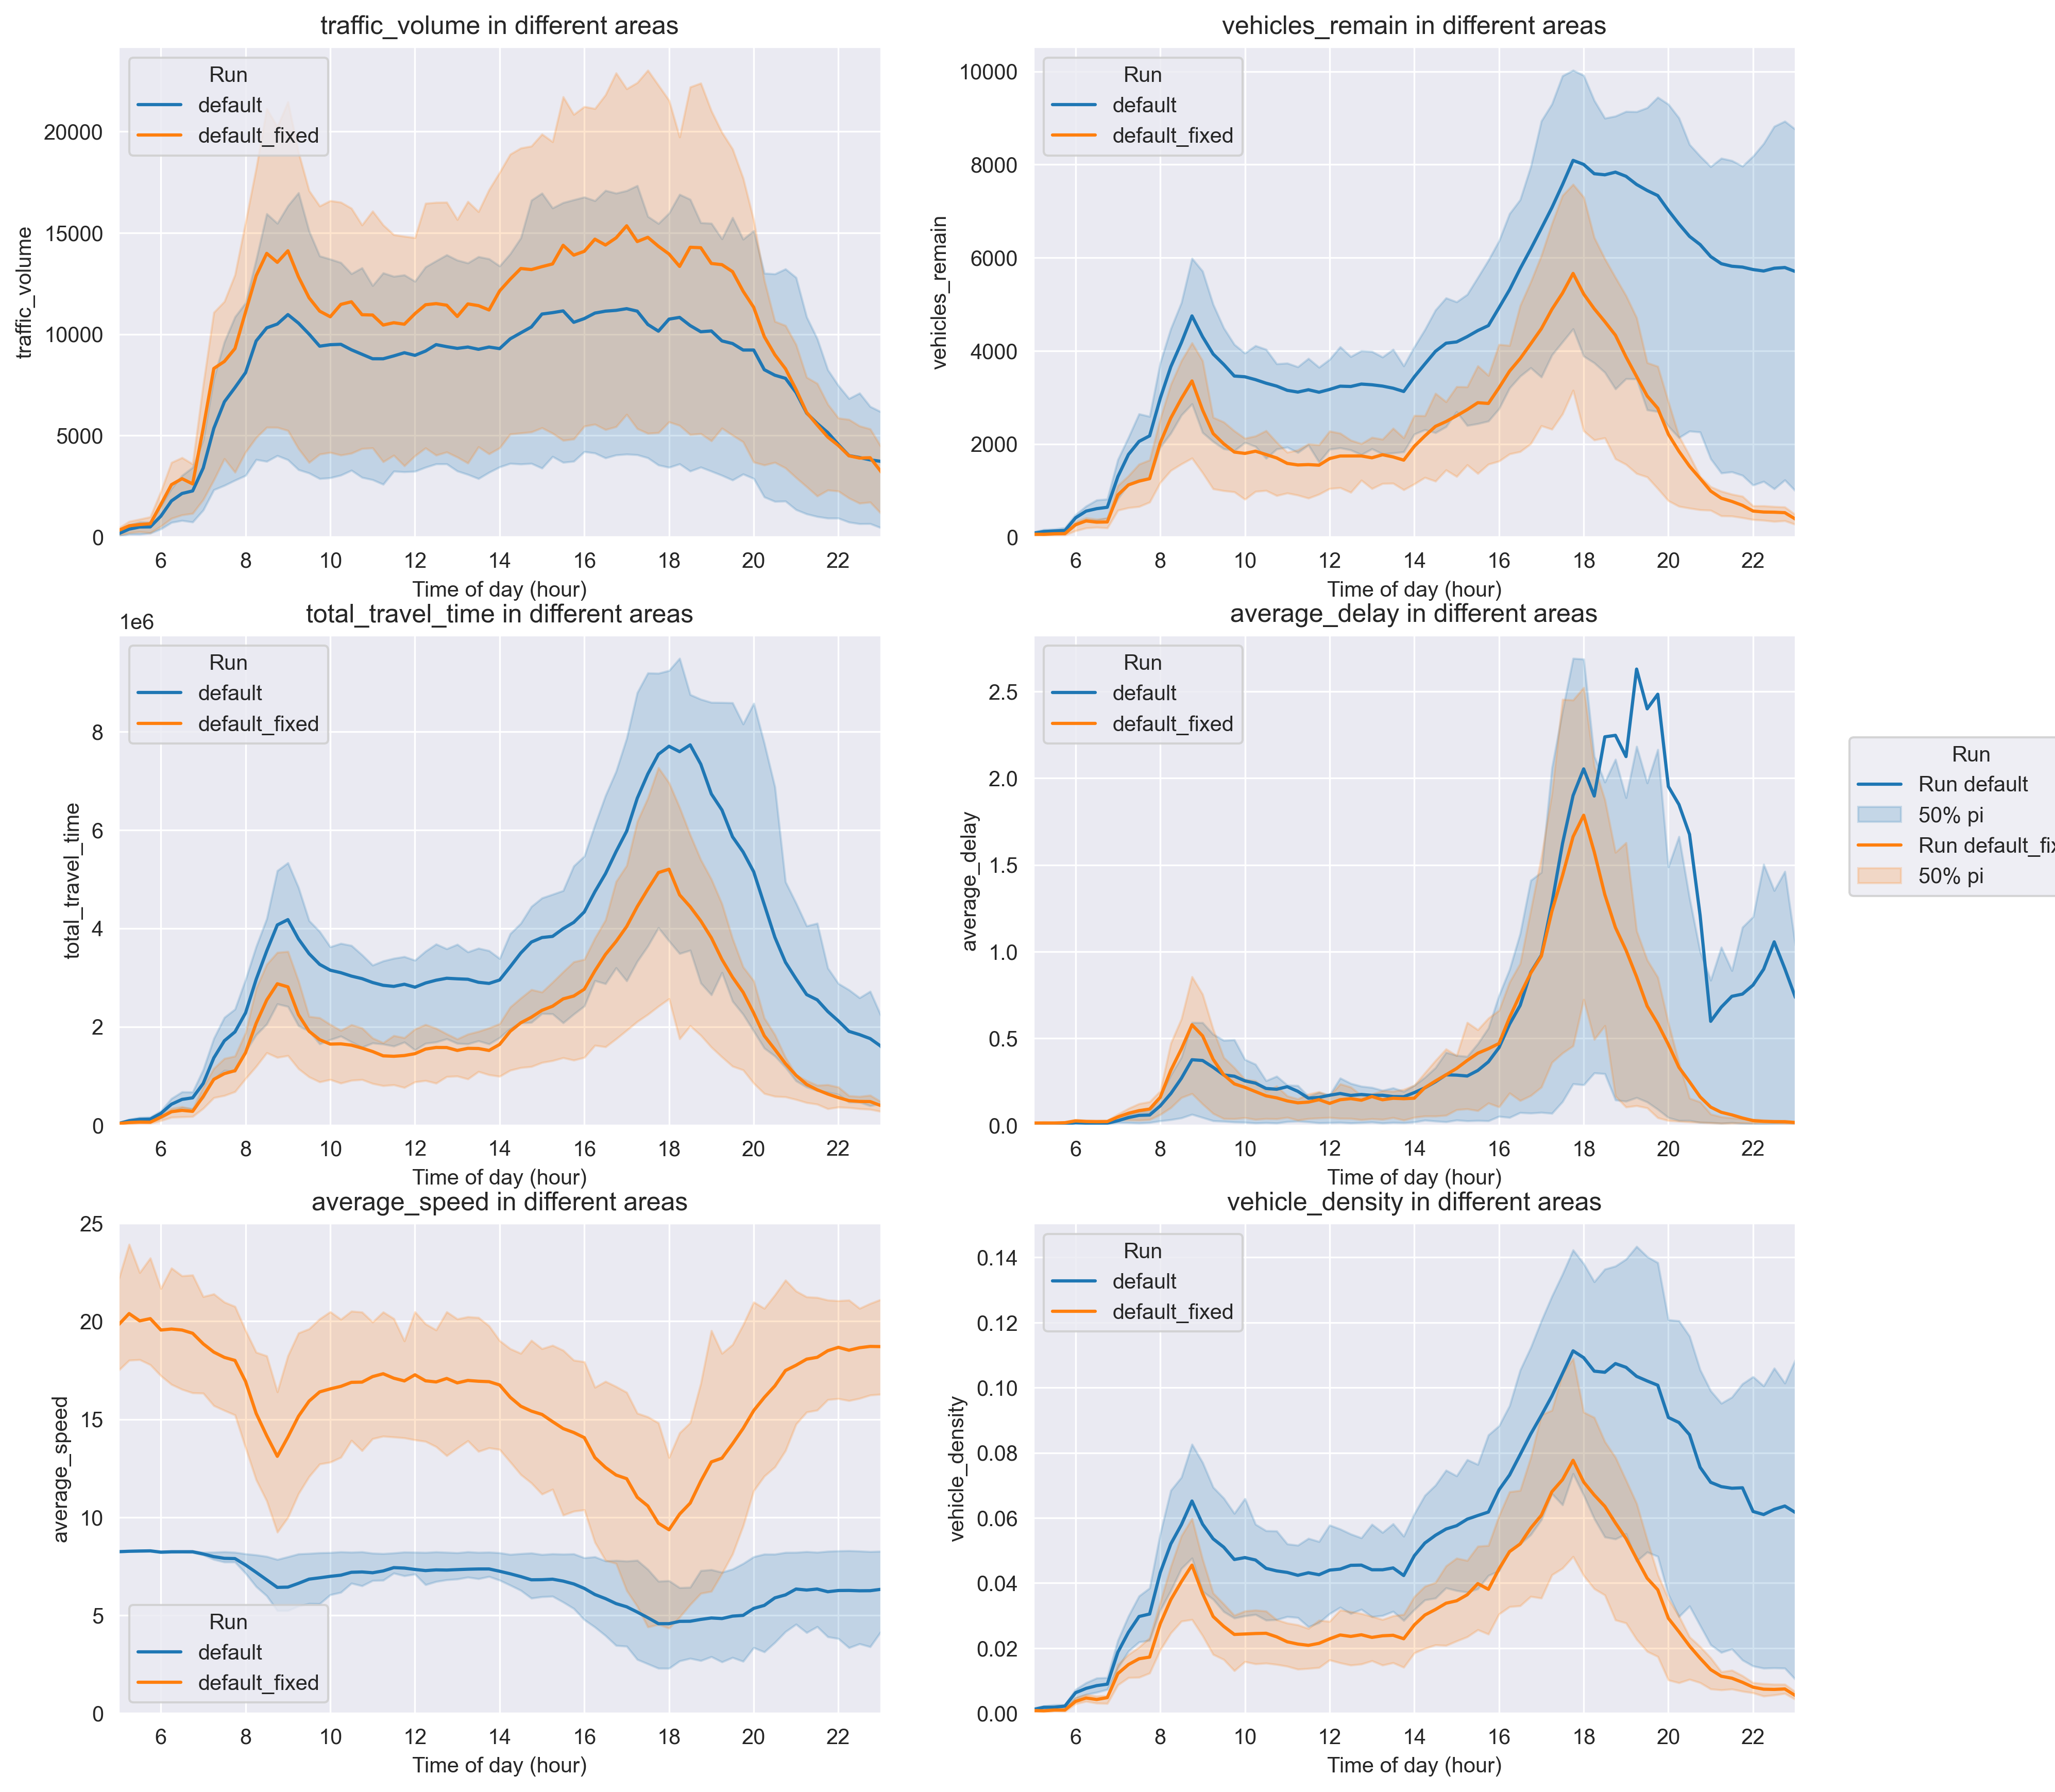 traffic_volume in different areas
Run
default
default_fixed
traffic_volume
20000
15000
10000
5000
0
6 8 10 12 14 16 18 20 22
Time of day (hour)
vehicles_remain in different areas
Run
default
default_fixed
vehicles_remain
10000
8000
6000
4000
2000
0
6 8 10 12 14 16 18 20 22
Time of day (hour)
total_travel_time in different areas
1e6
Run
default
default_fixed
total_travel_time
8
6
4
2
0
6 8 10 12 14 16 18 20 22
Time of day (hour)
average_delay in different areas
Run
default
default_fixed
average_delay
2.5
2.0
1.5
1.0
0.5
0.0
6 8 10 12 14 16 18 20 22
Time of day (hour)
Run
Run default
50% pi
Run default_fix
50% pi
average_speed in different areas
25
20
15
10
5
0
average_speed
Run
default
default_fixed
6 8 10 12 14 16 18 20 22
Time of day (hour)
vehicle_density in different areas
Run
default
default_fixed
vehicle_density
0.14
0.12
0.10
0.08
0.06
0.04
0.02
0.00
6 8 10 12 14 16 18 20 22
Time of day (hour)